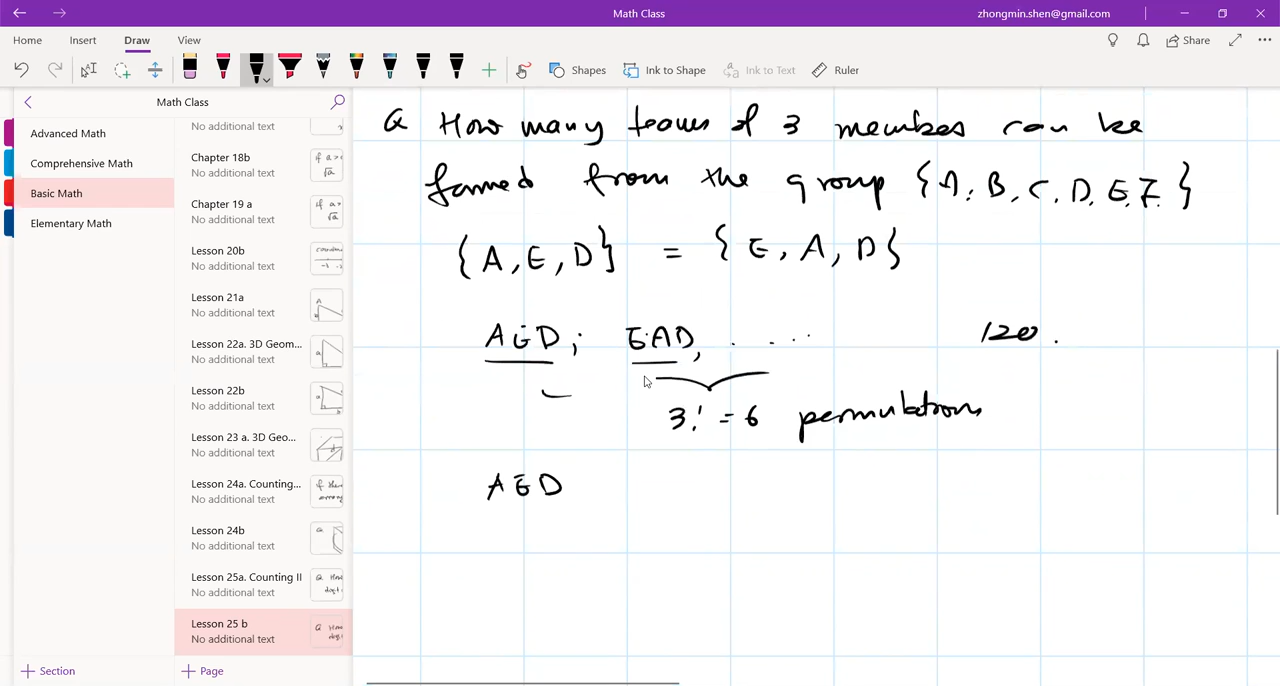 Math Class
zhongmin.shen@gmail.com
Home Insert Draw View
Share
Shapes Ink to Shape Ink to Text Ruler
Math Class
Advanced Math
Comprehensive Math
Basic Math
Elementary Math
No additional text
Chapter 18b
No additional text
Chapter 19 a
No additional text
Lesson 20b
No additional text
Lesson 21a
No additional text
Lesson 22a. 3D Geom...
No additional text
Lesson 22b
No additional text
Lesson 23 a. 3D Geo...
No additional text
Lesson 24a. Counting...
No additional text
Lesson 24b
No additional text
Lesson 25a. Counting II
No additional text
Lesson 25 b
No additional text
Section
Page
Q How many teams of 3 members can be
formed from the group {A, B, C, D, E, F}
{A, E, D} = {E, A, D}
AED; EAD, . . . . 120.
3! = 6 permutations
AED